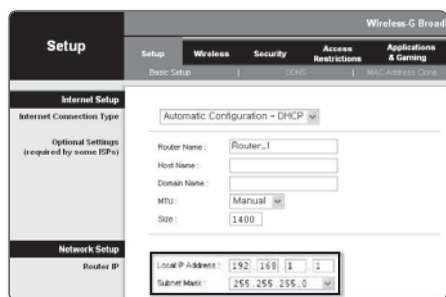 Wireless-G Broad
Setup
Setup Wireless Security Access Restrictions Applications & Gaming
Basic Setup | DDNS | MAC Address Clone
Internet Setup
Internet Connection Type
Automatic Configuration - DHCP
Optional Settings
(required by some ISPs)
Router Name : Router_1
Host Name :
Domain Name :
MTU : Manual
Size : 1400
Network Setup
Router IP
Local IP Address : 192 . 168 . 1 . 1
Subnet Mask : 255.255.255.0